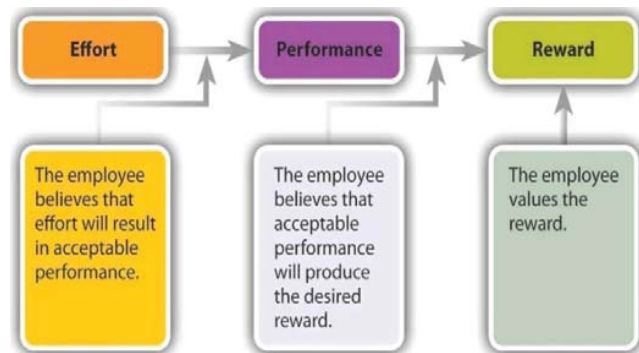 Effort
Performance
Reward
The employee
believes that
effort will result
in acceptable
performance.
The employee
believes that
acceptable
performance
will produce
the desired
reward.
The employee
values the
reward.